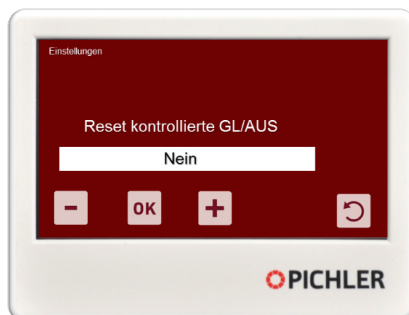 Einstellungen
Reset kontrollierte GL/AUS
Nein
- OK +
PICHLER